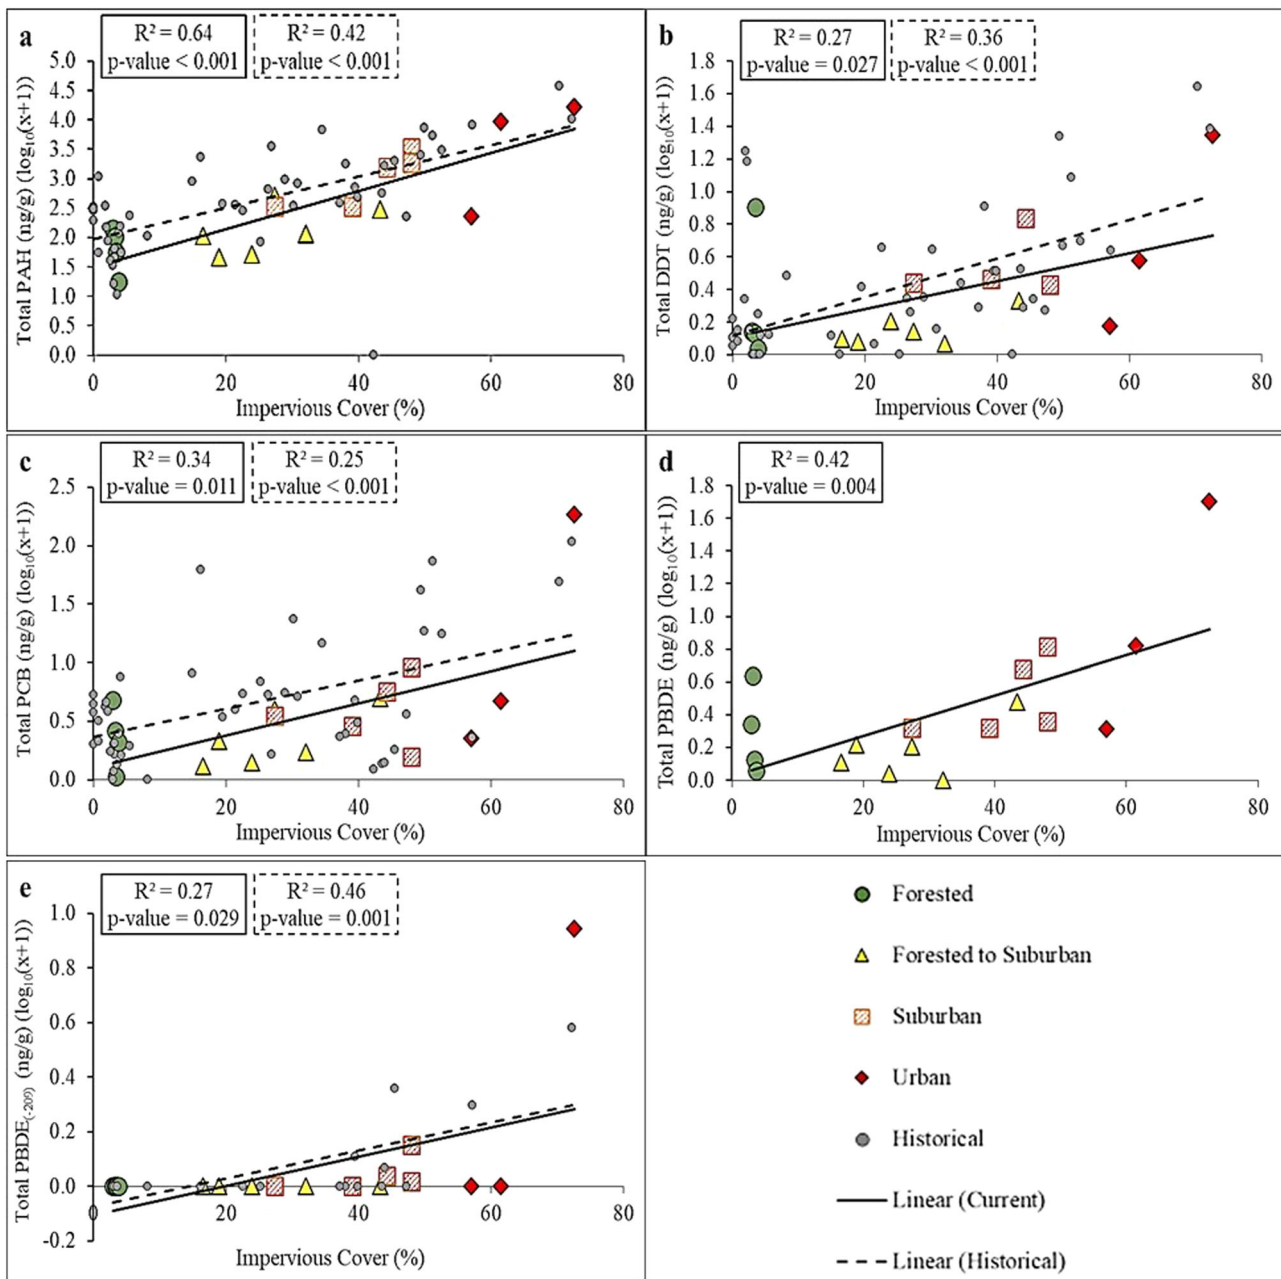 a
R² = 0.64
p-value < 0.001
R² = 0.42
p-value < 0.001
Total PAH (ng/g) (log₁₀(x+1))
5.0
4.5
4.0
3.5
3.0
2.5
2.0
1.5
1.0
0.5
0.0
0 20 40 60 80
Impervious Cover (%)
b
R² = 0.27
p-value = 0.027
R² = 0.36
p-value < 0.001
Total DDT (ng/g) (log₁₀(x+1))
1.8
1.6
1.4
1.2
1.0
0.8
0.6
0.4
0.2
0.0
0 20 40 60 80
Impervious Cover (%)
c
R² = 0.34
p-value = 0.011
R² = 0.25
p-value < 0.001
Total PCB (ng/g) (log₁₀(x+1))
2.5
2.0
1.5
1.0
0.5
0.0
0 20 40 60 80
Impervious Cover (%)
d
R² = 0.42
p-value = 0.004
Total PBDE (ng/g) (log₁₀(x+1))
1.8
1.6
1.4
1.2
1.0
0.8
0.6
0.4
0.2
0.0
0 20 40 60 80
Impervious Cover (%)
e
R² = 0.27
p-value = 0.029
R² = 0.46
p-value = 0.001
Total PBDE₍₋₂₀₉₎ (ng/g) (log₁₀(x+1))
1.0
0.8
0.6
0.4
0.2
0.0
-0.2
0 20 40 60 80
Impervious Cover (%)
Forested
Forested to Suburban
Suburban
Urban
Historical
Linear (Current)
Linear (Historical)